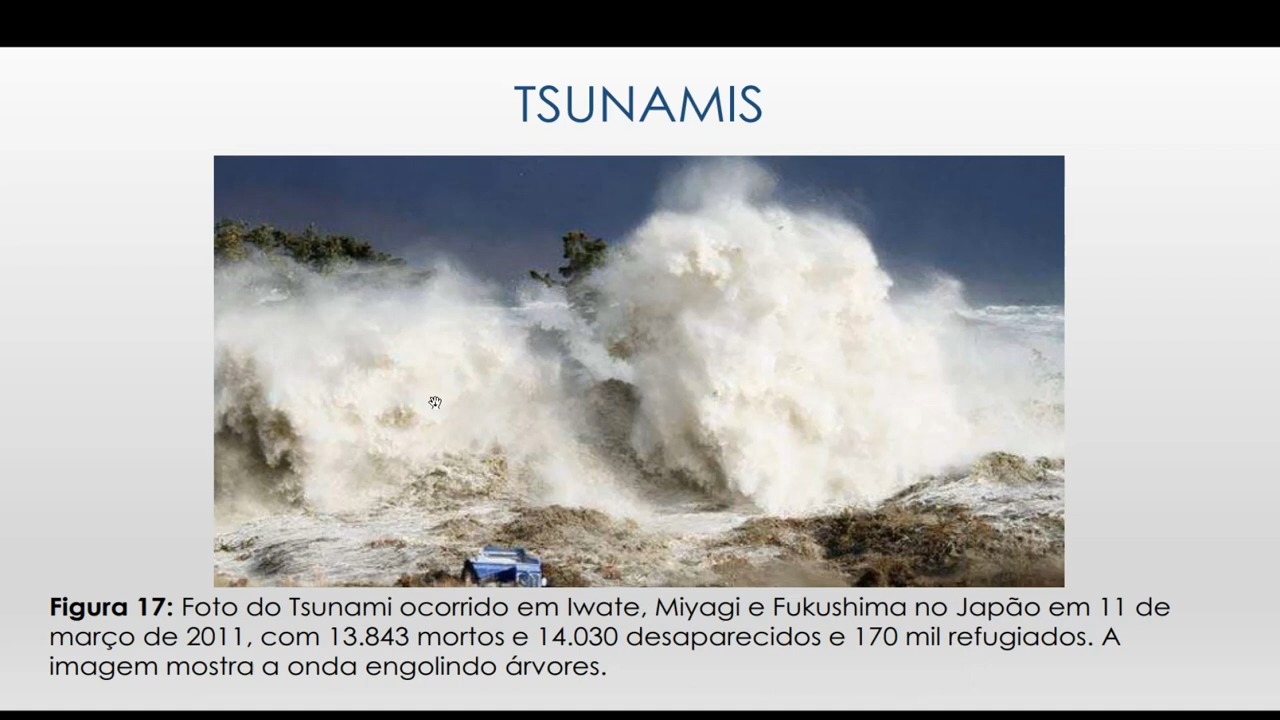 TSUNAMIS
Figura 17: Foto do Tsunami ocorrido em Iwate, Miyagi e Fukushima no Japão em 11 de
março de 2011, com 13.843 mortos e 14.030 desaparecidos e 170 mil refugiados. A
imagem mostra a onda engolindo árvores.